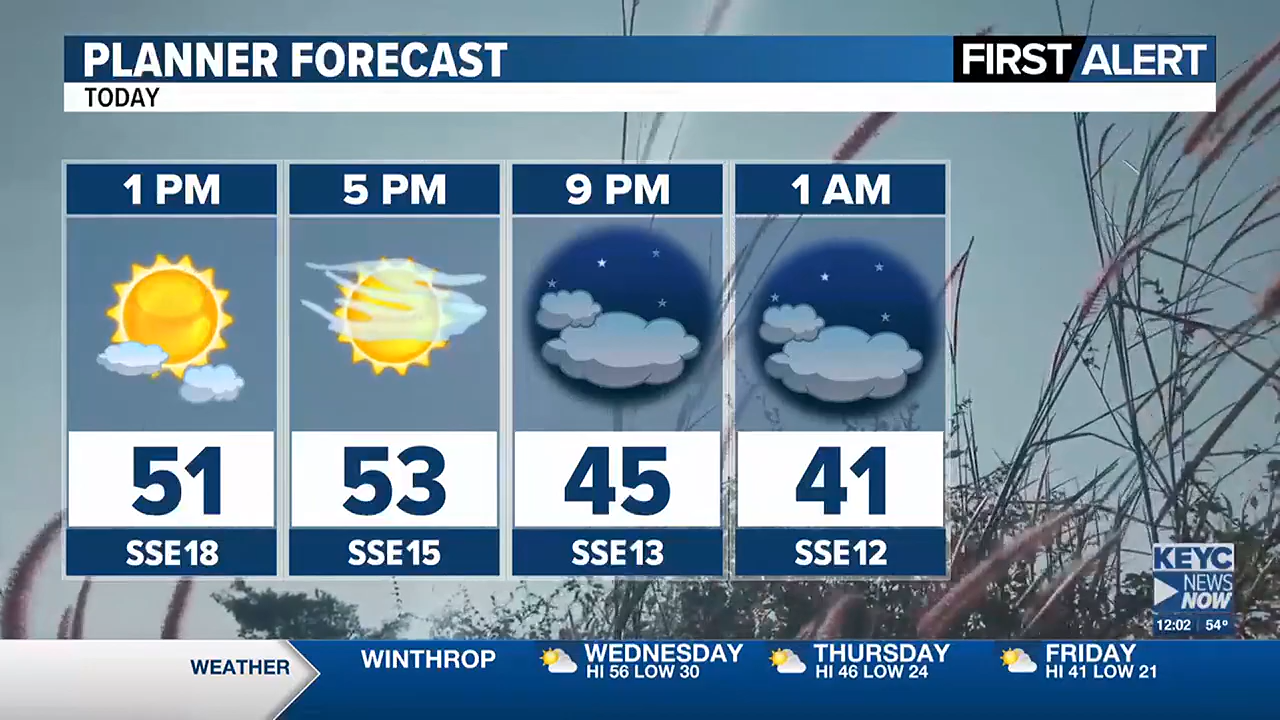 PLANNER FORECAST
FIRST ALERT
TODAY
1 PM
5 PM
9 PM
1 AM
51
53
45
41
SSE18
SSE15
SSE13
SSE12
KEYC
NEWS
NOW
12:02 54°
WEATHER
WINTHROP
WEDNESDAY
HI 56 LOW 30
THURSDAY
HI 46 LOW 24
FRIDAY
HI 41 LOW 21